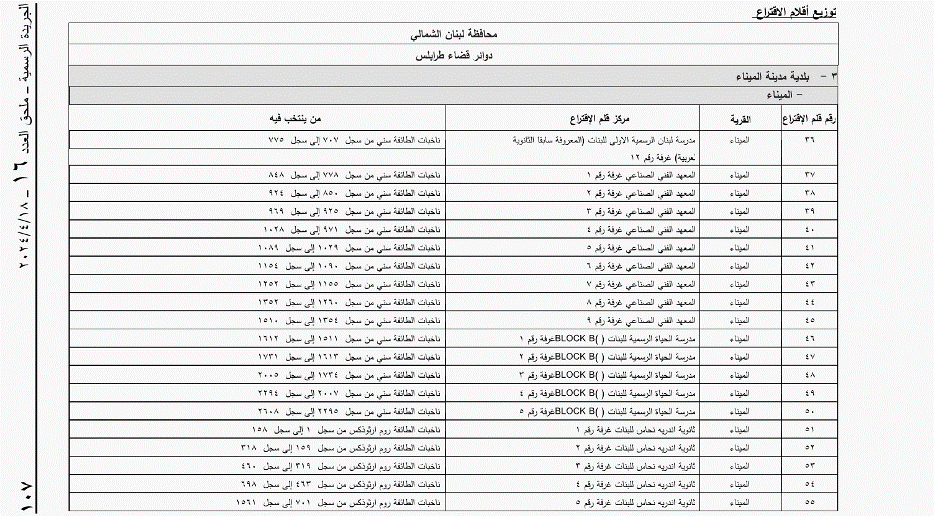 توزيع أقلام الاقتراع
محافظة لبنان الشمالي
دوائر قضاء طرابلس
٣ - بلدية مدينة الميناء
- الميناء
رقم قلم الإقتراع القرية مركز قلم الإقتراع من ينتخب فيه
٣٦ الميناء مدرسة لبنان الرسمية الاولى للبنات (المعروفة سابقا الثانوية ناخبات الطائفة سني من سجل ٧٠٧ إلى سجل ٧٧٥
لعربية) غرفة رقم ١٢
٣٧ الميناء المعهد الفني الصناعي غرفة رقم ١ ناخبات الطائفة سني من سجل ٧٧٨ إلى سجل ٨٤٨
٣٨ الميناء المعهد الفني الصناعي غرفة رقم ٢ ناخبات الطائفة سني من سجل ٨٥٠ إلى سجل ٩٢٤
٣٩ الميناء المعهد الفني الصناعي غرفة رقم ٣ ناخبات الطائفة سني من سجل ٩٢٥ إلى سجل ٩٦٩
٤٠ الميناء المعهد الفني الصناعي غرفة رقم ٤ ناخبات الطائفة سني من سجل ٩٧١ إلى سجل ١٠٢٨
٤١ الميناء المعهد الفني الصناعي غرفة رقم ٥ ناخبات الطائفة سني من سجل ١٠٢٩ إلى سجل ١٠٨٩
٤٢ الميناء المعهد الفني الصناعي غرفة رقم ٦ ناخبات الطائفة سني من سجل ١٠٩٠ إلى سجل ١١٥٤
٤٣ الميناء المعهد الفني الصناعي غرفة رقم ٧ ناخبات الطائفة سني من سجل ١١٥٥ إلى سجل ١٢٥٢
٤٤ الميناء المعهد الفني الصناعي غرفة رقم ٨ ناخبات الطائفة سني من سجل ١٢٦٠ إلى سجل ١٣٥٢
٤٥ الميناء المعهد الفني الصناعي غرفة رقم ٩ ناخبات الطائفة سني من سجل ١٣٥٤ إلى سجل ١٥١٠
٤٦ الميناء مدرسة الحياة الرسمية للبنات ( )BLOCK Bغرفة رقم ١ ناخبات الطائفة سني من سجل ١٥١١ إلى سجل ١٦١٢
٤٧ الميناء مدرسة الحياة الرسمية للبنات ( )BLOCK Bغرفة رقم ٢ ناخبات الطائفة سني من سجل ١٦١٣ إلى سجل ١٧٣١
٤٨ الميناء مدرسة الحياة الرسمية للبنات ( )BLOCK Bغرفة رقم ٣ ناخبات الطائفة سني من سجل ١٧٣٤ إلى سجل ٢٠٠٥
٤٩ الميناء مدرسة الحياة الرسمية للبنات ( )BLOCK Bغرفة رقم ٤ ناخبات الطائفة سني من سجل ٢٠٠٧ إلى سجل ٢٢٩٤
٥٠ الميناء مدرسة الحياة الرسمية للبنات ( )BLOCK Bغرفة رقم ٥ ناخبات الطائفة سني من سجل ٢٢٩٥ إلى سجل ٢٦٠٨
٥١ الميناء ثانوية اندريه نحاس للبنات غرفة رقم ١ ناخبات الطائفة روم ارثوذكس من سجل ١ إلى سجل ١٥٨
٥٢ الميناء ثانوية اندريه نحاس للبنات غرفة رقم ٢ ناخبات الطائفة روم ارثوذكس من سجل ١٥٩ إلى سجل ٣١٨
٥٣ الميناء ثانوية اندريه نحاس للبنات غرفة رقم ٣ ناخبات الطائفة روم ارثوذكس من سجل ٣١٩ إلى سجل ٤٦٠
٥٤ الميناء ثانوية اندريه نحاس للبنات غرفة رقم ٤ ناخبات الطائفة روم ارثوذكس من سجل ٤٦٣ إلى سجل ٦٩٨
٥٥ الميناء ثانوية اندريه نحاس للبنات غرفة رقم ٥ ناخبات الطائفة روم ارثوذكس من سجل ٧٠١ إلى سجل ١٥٦١
الجريدة الرسمية – ملحق العدد ١٦ – ٢٠٢٤/٤/١٨
١٠٧